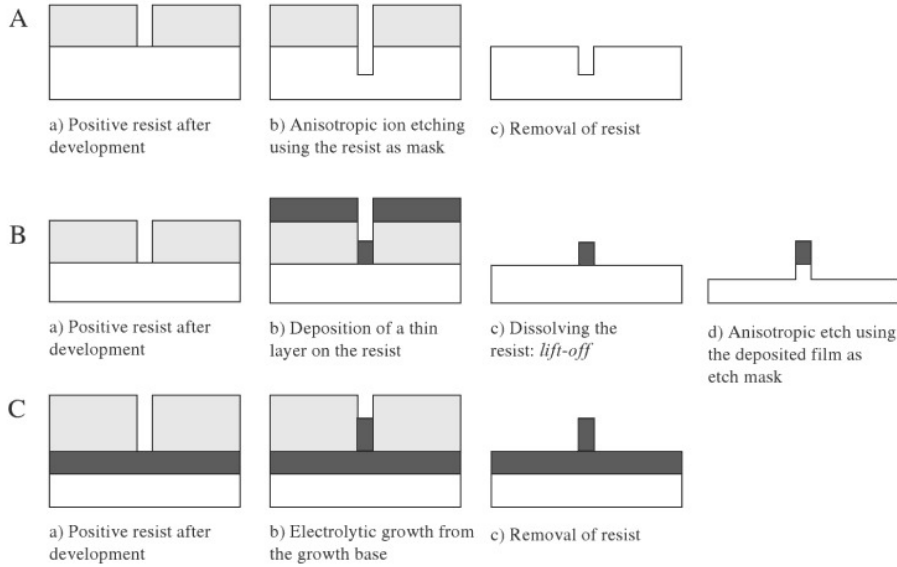 A
a) Positive resist after
development
b) Anisotropic ion etching
using the resist as mask
c) Removal of resist
B
a) Positive resist after
development
b) Deposition of a thin
layer on the resist
c) Dissolving the
resist: lift-off
d) Anisotropic etch using
the deposited film as
etch mask
C
a) Positive resist after
development
b) Electrolytic growth from
the growth base
c) Removal of resist